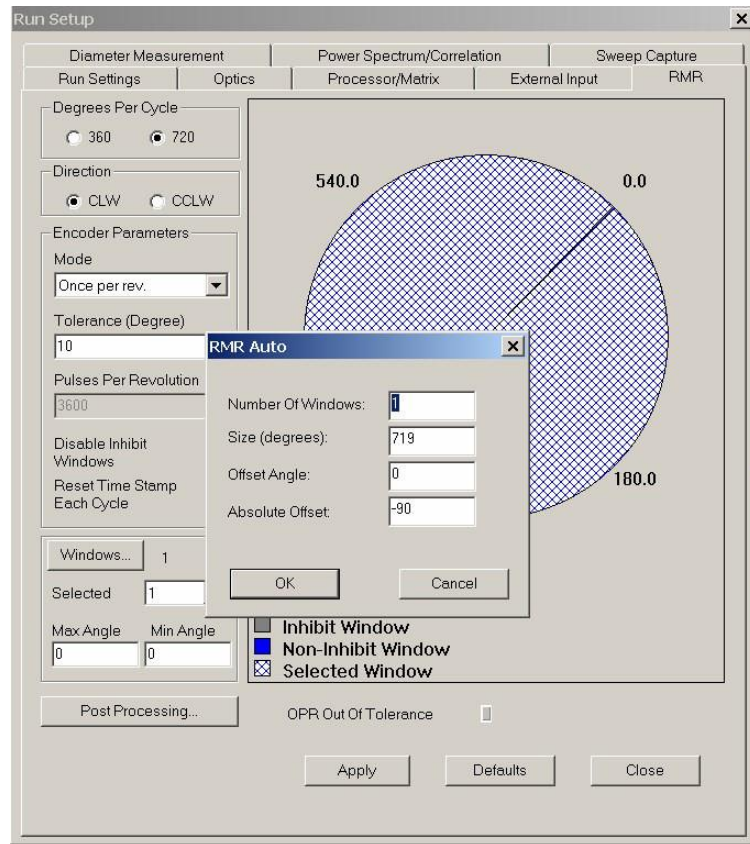 Run Setup
Diameter Measurement
Power Spectrum/Correlation
Sweep Capture
Run Settings
Optics
Processor/Matrix
External Input
RMR
Degrees Per Cycle
360
720
Direction
CLW
CCLW
Encoder Parameters
Mode
Once per rev.
Tolerance (Degree)
10
Pulses Per Revolution
3600
Disable Inhibit
Windows
Reset Time Stamp
Each Cycle
Windows...
1
Selected
1
Max Angle
Min Angle
0
0
Post Processing...
540.0
0.0
180.0
RMR Auto
Number Of Windows:
1
Size (degrees):
719
Offset Angle:
0
Absolute Offset:
-90
OK
Cancel
Inhibit Window
Non-Inhibit Window
Selected Window
OPR Out Of Tolerance
Apply
Defaults
Close